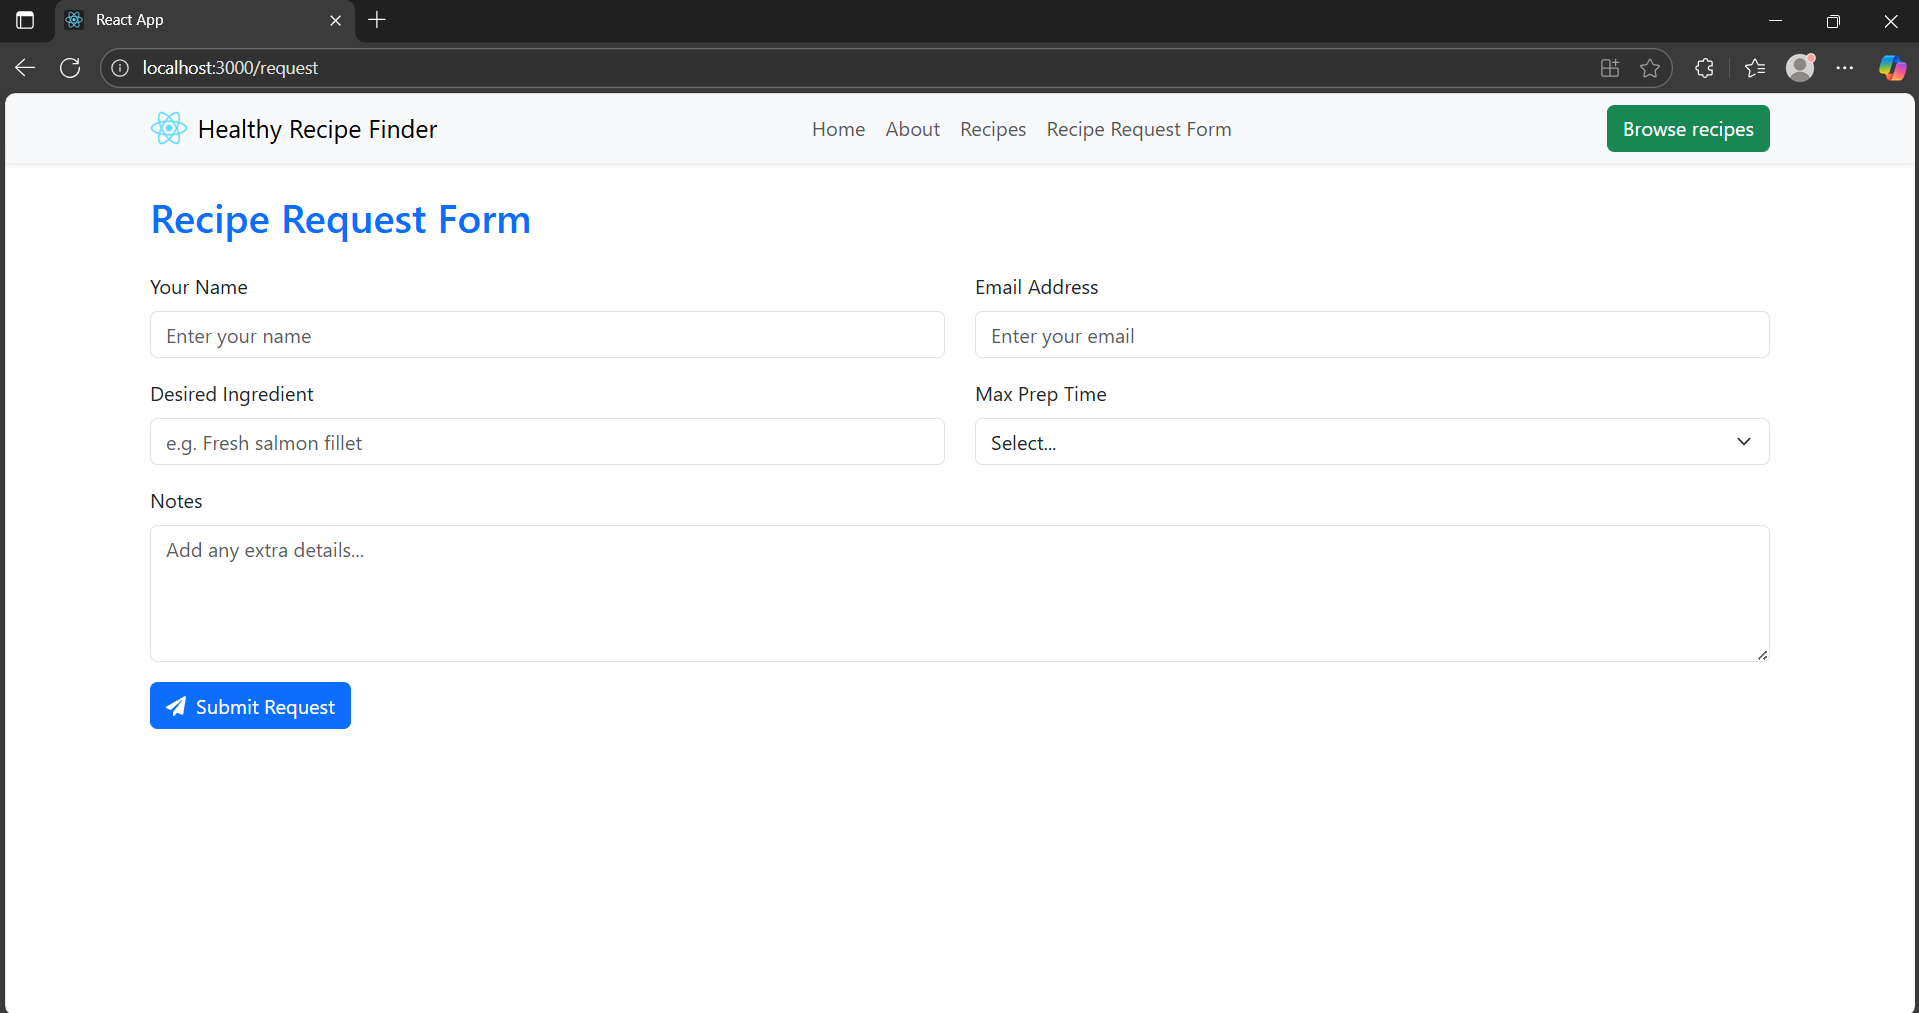 React App
localhost:3000/request
Healthy Recipe Finder
Home About Recipes Recipe Request Form
Browse recipes
Recipe Request Form
Your Name
Email Address
Enter your name
Enter your email
Desired Ingredient
Max Prep Time
e.g. Fresh salmon fillet
Select...
Notes
Add any extra details...
Submit Request